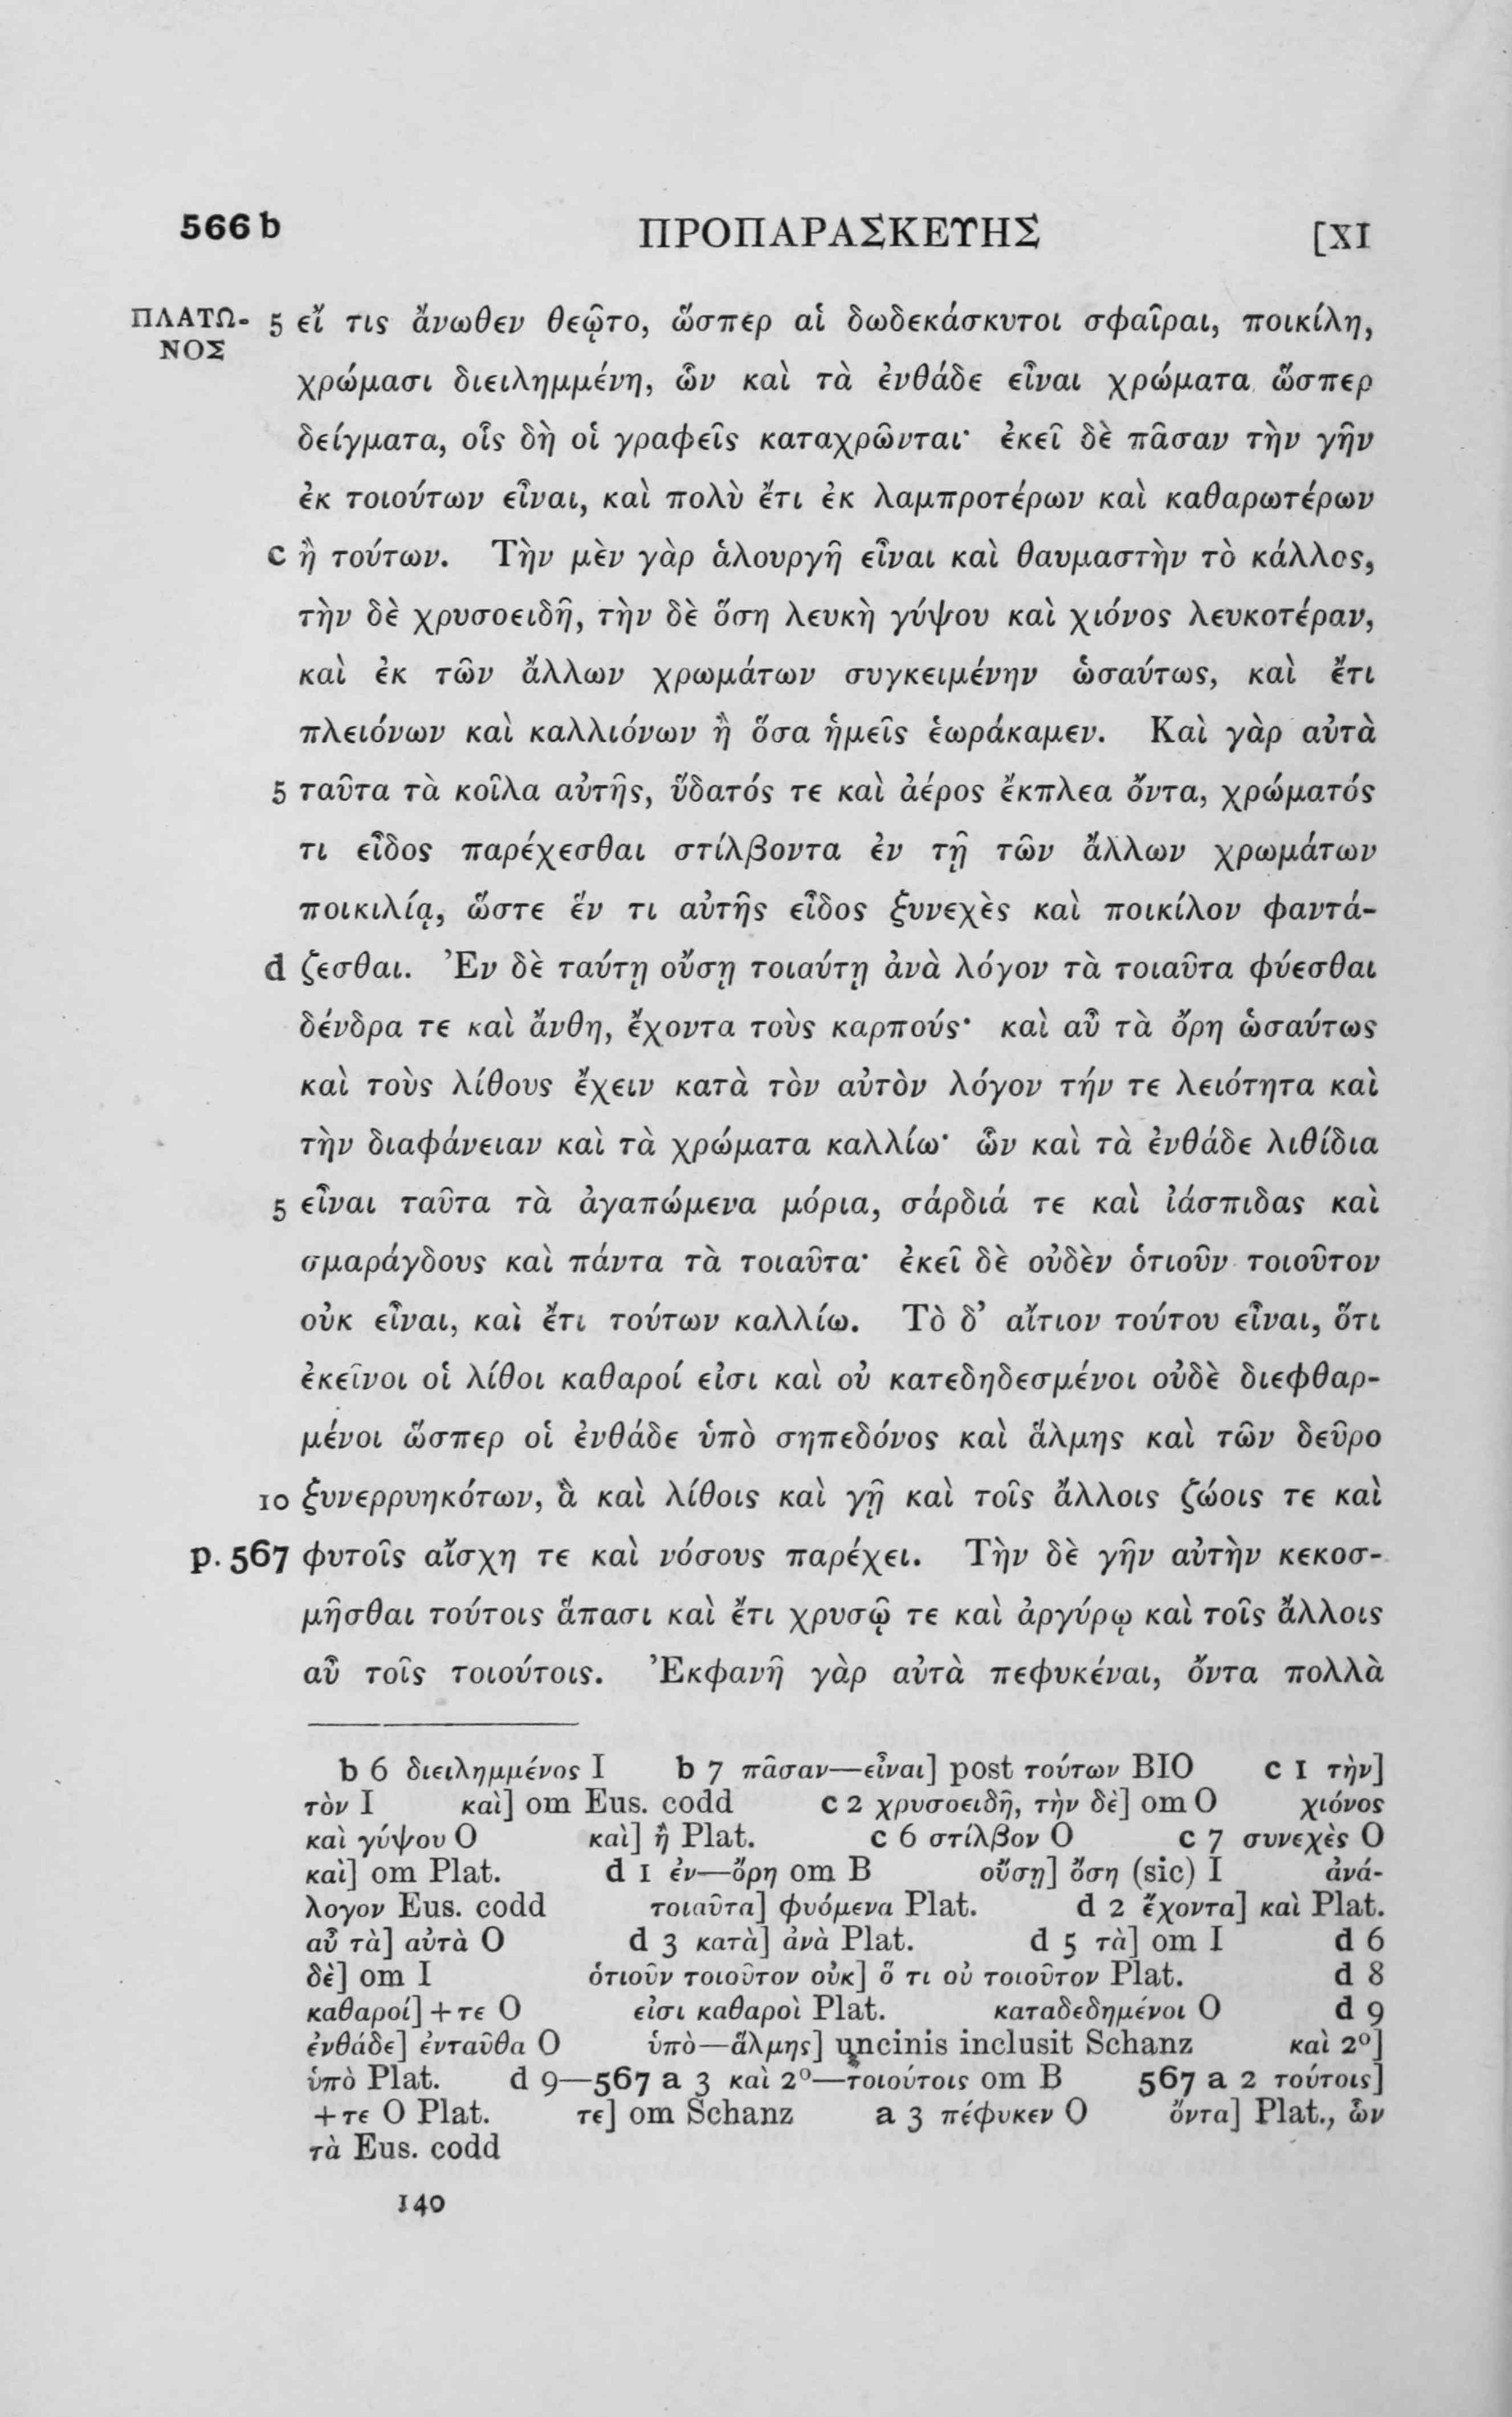 566 b ΠΡΟΠΑΡΑΣΚΕΥΗΣ [XI
ΠΛΑΤΩ- 5 εἴ τις ἄνωθεν θεῷτο, ὥσπερ αἱ δωδεκάσκυτοι σφαῖραι, ποικίλη,
ΝΟΣ
χρώμασι διειλημμένη, ὧν καὶ τὰ ἐνθάδε εἶναι χρώματα ὥσπερ
δείγματα, οἷς δὴ οἱ γραφεῖς καταχρῶνται· ἐκεῖ δὲ πᾶσαν τὴν γῆν
ἐκ τοιούτων εἶναι, καὶ πολὺ ἔτι ἐκ λαμπροτέρων καὶ καθαρωτέρων
c ἢ τούτων. Τὴν μὲν γὰρ ἁλουργῆ εἶναι καὶ θαυμαστὴν τὸ κάλλος,
τὴν δὲ χρυσοειδῆ, τὴν δὲ ὅση λευκὴ γύψου καὶ χιόνος λευκοτέραν,
καὶ ἐκ τῶν ἄλλων χρωμάτων συγκειμένην ὡσαύτως, καὶ ἔτι
πλειόνων καὶ καλλιόνων ἢ ὅσα ἡμεῖς ἑωράκαμεν. Καὶ γὰρ αὐτὰ
5 ταῦτα τὰ κοῖλα αὐτῆς, ὕδατός τε καὶ ἀέρος ἔκπλεα ὄντα, χρώματός
τι εἶδος παρέχεσθαι στίλβοντα ἐν τῇ τῶν ἄλλων χρωμάτων
ποικιλίᾳ, ὥστε ἕν τι αὐτῆς εἶδος ξυνεχὲς καὶ ποικίλον φαντά-
d ζεσθαι. Ἐν δὲ ταύτῃ οὔσῃ τοιαύτῃ ἀνὰ λόγον τὰ τοιαῦτα φύεσθαι
δένδρα τε καὶ ἄνθη, ἔχοντα τοὺς καρπούς· καὶ αὖ τὰ ὄρη ὡσαύτως
καὶ τοὺς λίθους ἔχειν κατὰ τὸν αὐτὸν λόγον τήν τε λειότητα καὶ
τὴν διαφάνειαν καὶ τὰ χρώματα καλλίω· ὧν καὶ τὰ ἐνθάδε λιθίδια
5 εἶναι ταῦτα τὰ ἀγαπώμενα μόρια, σάρδιά τε καὶ ἰάσπιδας καὶ
σμαράγδους καὶ πάντα τὰ τοιαῦτα· ἐκεῖ δὲ οὐδὲν ὁτιοῦν τοιοῦτον
οὐκ εἶναι, καὶ ἔτι τούτων καλλίω. Τὸ δ’ αἴτιον τούτου εἶναι, ὅτι
ἐκεῖνοι οἱ λίθοι καθαροί εἰσι καὶ οὐ κατεδηδεσμένοι οὐδὲ διεφθαρ-
μένοι ὥσπερ οἱ ἐνθάδε ὑπὸ σηπεδόνος καὶ ἅλμης καὶ τῶν δεῦρο
10 ξυνερρυηκότων, ἃ καὶ λίθοις καὶ γῇ καὶ τοῖς ἄλλοις ζώοις τε καὶ
p. 567 φυτοῖς αἴσχη τε καὶ νόσους παρέχει. Τὴν δὲ γῆν αὐτὴν κεκοσ-
μῆσθαι τούτοις ἅπασι καὶ ἔτι χρυσῷ τε καὶ ἀργύρῳ καὶ τοῖς ἄλλοις
αὖ τοῖς τοιούτοις. Ἐκφανῆ γὰρ αὐτὰ πεφυκέναι, ὄντα πολλὰ
b 6 διειλημμένος I b 7 πᾶσαν—εἶναι] post τούτων BIO c 1 τὴν]
τὸν I καὶ] om Eus. codd c 2 χρυσοειδῆ, τὴν δὲ] om O χιόνος
καὶ γύψου O καὶ] ἢ Plat. c 6 στίλβον O c 7 συνεχὲς O
καὶ] om Plat. d 1 ἐν—ὄρη om B οὔσῃ] ὅση (sic) I ἀνά-
λογον Eus. codd τοιαῦτα] φυόμενα Plat. d 2 ἔχοντα] καὶ Plat.
αὖ τὰ] αὐτὰ O d 3 κατὰ] ἀνὰ Plat. d 5 τὰ] om I d 6
δὲ] om I ὁτιοῦν τοιοῦτον οὐκ] ὅ τι οὐ τοιοῦτον Plat. d 8
καθαροί] + τε O εἰσι καθαροὶ Plat. καταδεδημένοι O d 9
ἐνθάδε] ἐνταῦθα O ὑπὸ—ἅλμης] uncinis inclusit Schanz καὶ 2º]
ὑπὸ Plat. d 9—567 a 3 καὶ 2º—τοιούτοις om B 567 a 2 τούτοις]
+ τε O Plat. τε] om Schanz a 3 πέφυκεν O ὄντα] Plat., ὧν
τὰ Eus. codd
140